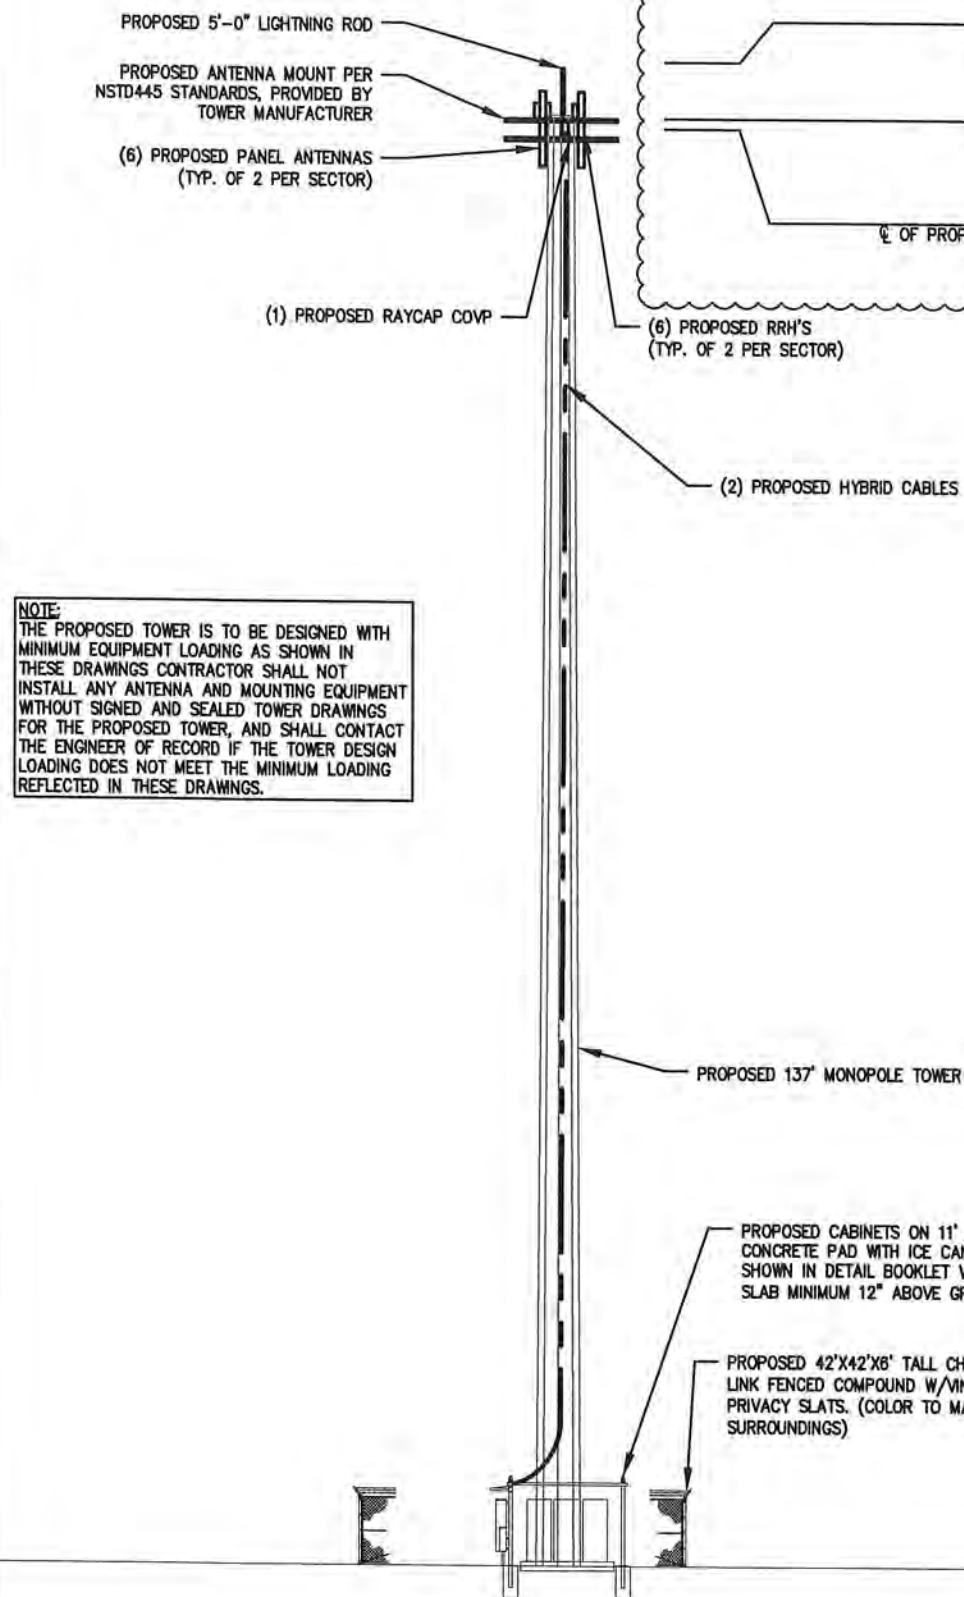 PROPOSED 5'-0" LIGHTNING ROD
PROPOSED ANTENNA MOUNT PER
NSTD445 STANDARDS, PROVIDED BY
TOWER MANUFACTURER
(6) PROPOSED PANEL ANTENNAS
(TYP. OF 2 PER SECTOR)
℄ OF PROP
(1) PROPOSED RAYCAP COVP
(6) PROPOSED RRH'S
(TYP. OF 2 PER SECTOR)
(2) PROPOSED HYBRID CABLES
NOTE:
THE PROPOSED TOWER IS TO BE DESIGNED WITH
MINIMUM EQUIPMENT LOADING AS SHOWN IN
THESE DRAWINGS CONTRACTOR SHALL NOT
INSTALL ANY ANTENNA AND MOUNTING EQUIPMENT
WITHOUT SIGNED AND SEALED TOWER DRAWINGS
FOR THE PROPOSED TOWER, AND SHALL CONTACT
THE ENGINEER OF RECORD IF THE TOWER DESIGN
LOADING DOES NOT MEET THE MINIMUM LOADING
REFLECTED IN THESE DRAWINGS.
PROPOSED 137' MONOPOLE TOWER
PROPOSED CABINETS ON 11'
CONCRETE PAD WITH ICE CAN
SHOWN IN DETAIL BOOKLET
SLAB MINIMUM 12" ABOVE GR
PROPOSED 42'X42'X6' TALL CH
LINK FENCED COMPOUND W/VIN
PRIVACY SLATS. (COLOR TO MA
SURROUNDINGS)